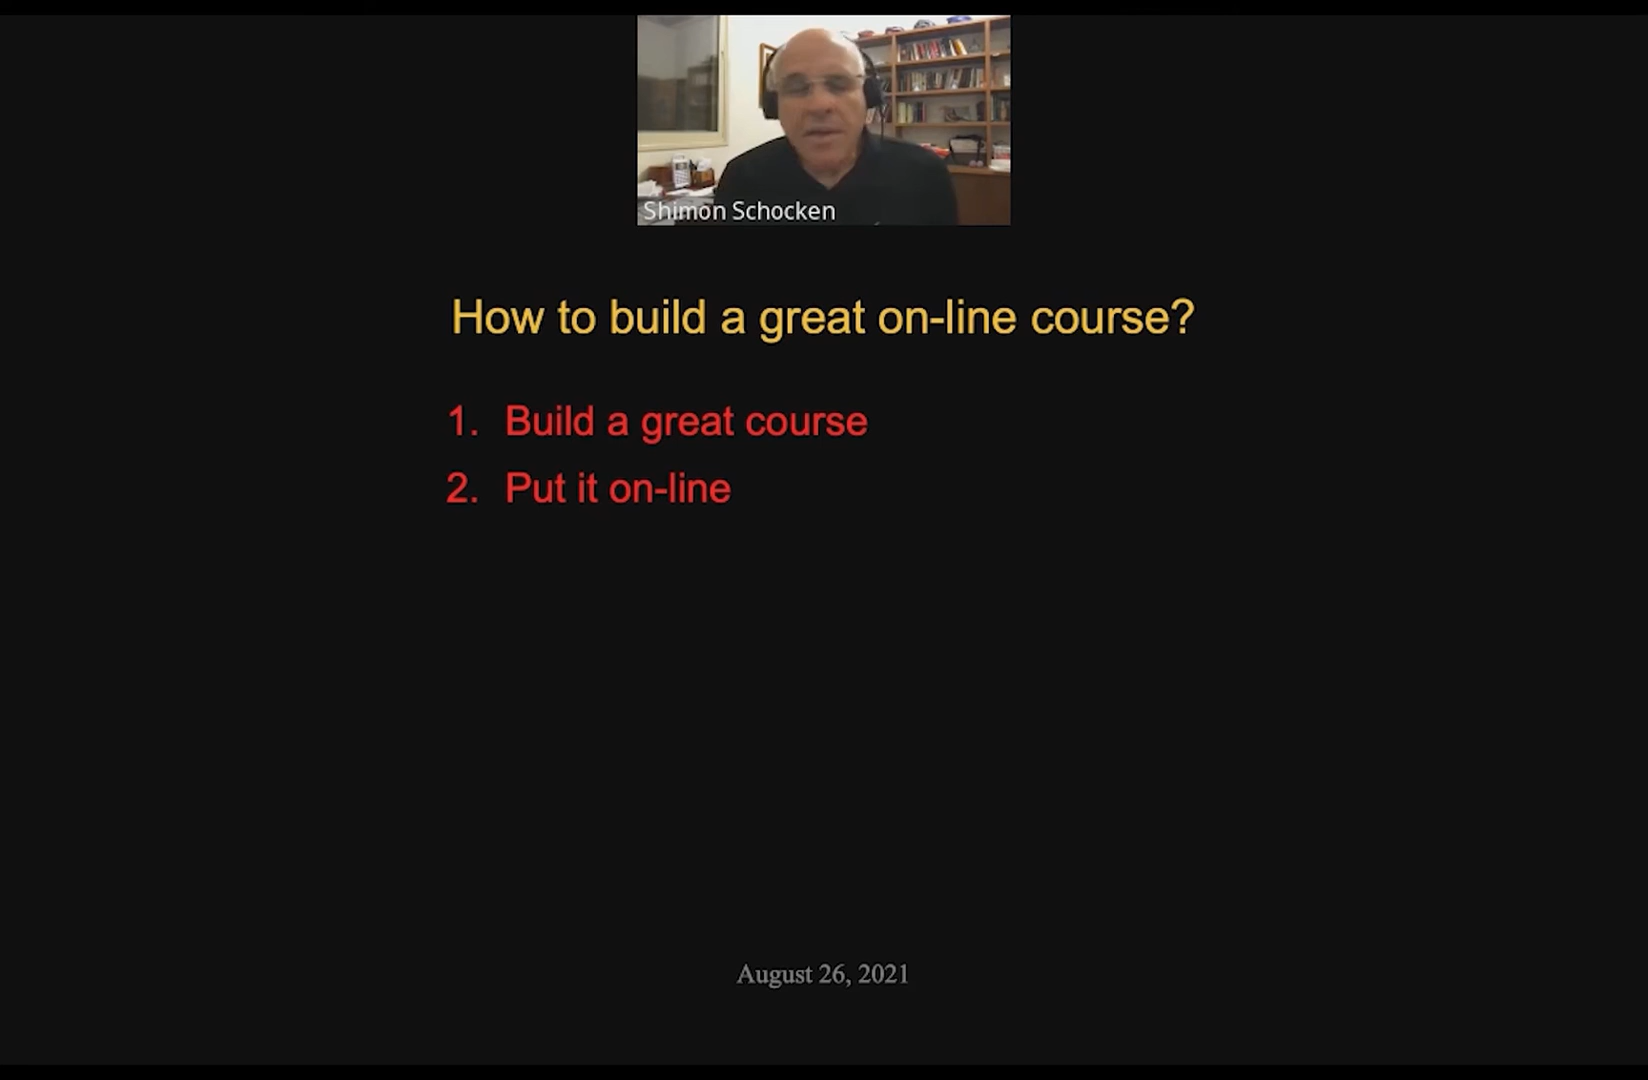 Shimon Schocken
How to build a great on-line course?
1. Build a great course
2. Put it on-line
August 26, 2021